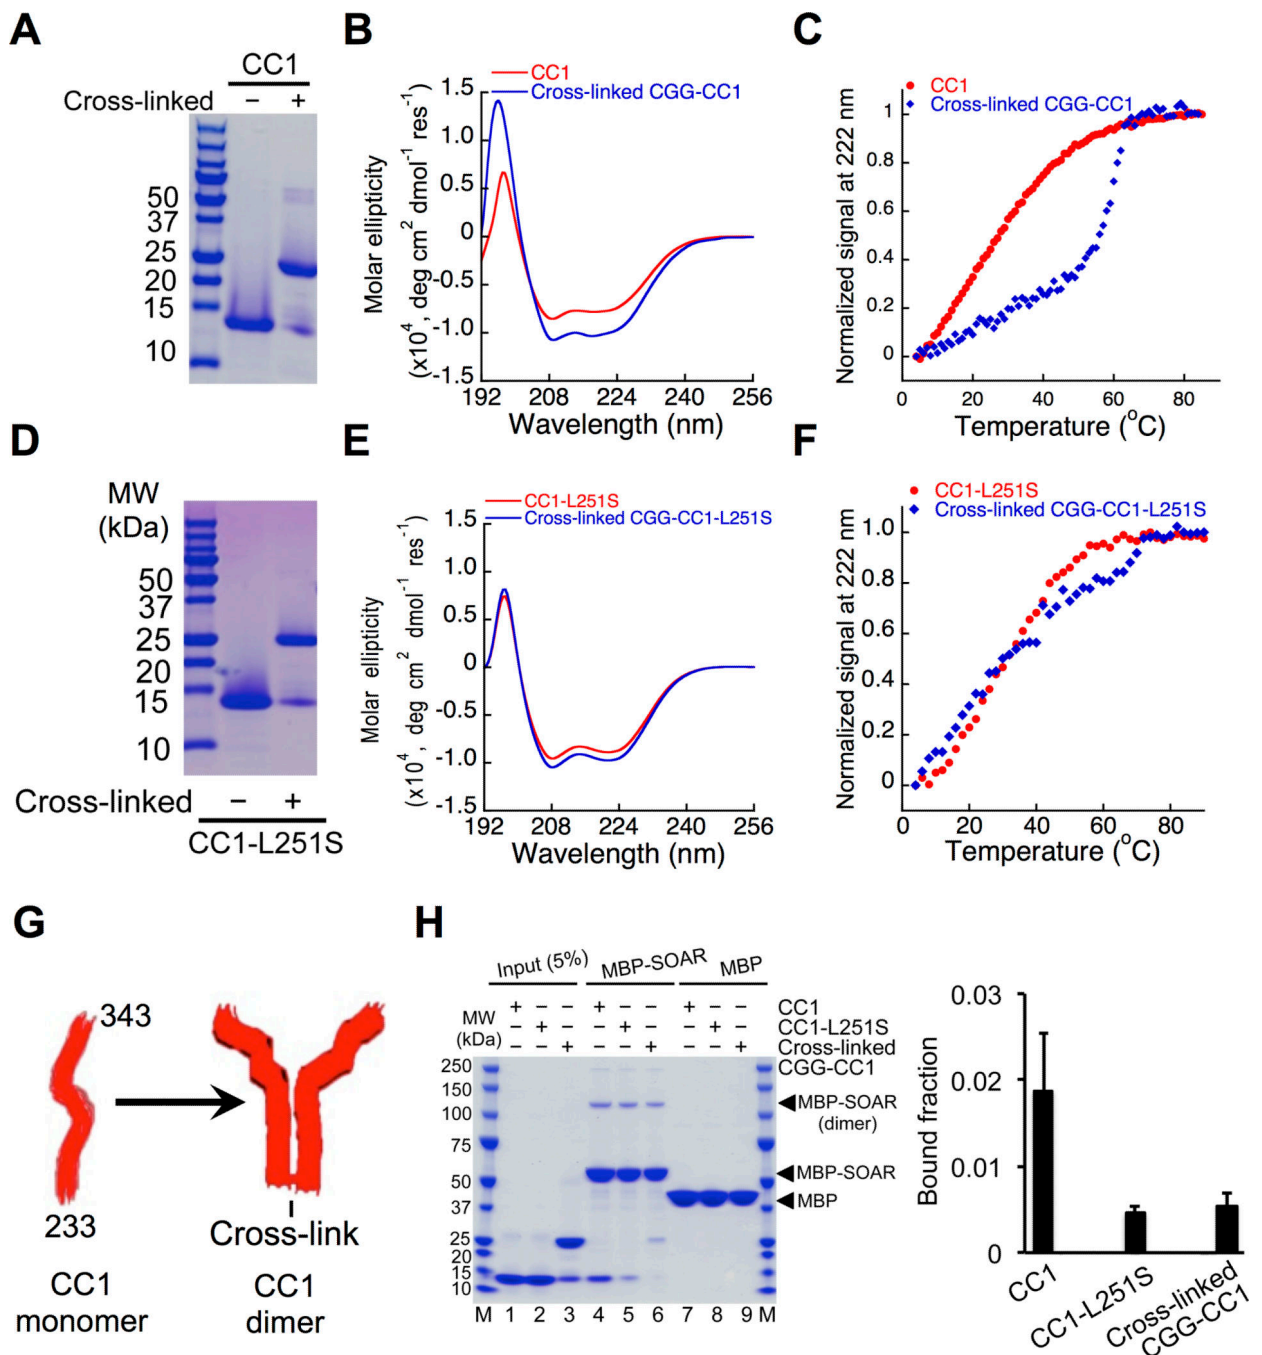 A
CC1
Cross-linked − +
50
37
25
20
15
10
B
CC1
Cross-linked CGG-CC1
1.5
1.0
0.5
0
-0.5
-1.0
-1.5
Molar ellipticity
(x10⁴, deg cm² dmol⁻¹ res⁻¹)
192 208 224 240 256
Wavelength (nm)
C
CC1
Cross-linked CGG-CC1
1
0.8
0.6
0.4
0.2
0
Normalized signal at 222 nm
0 20 40 60 80
Temperature (°C)
D
MW
(kDa)
50
37
25
20
15
10
Cross-linked − +
CC1-L251S
E
CC1-L251S
Cross-linked CGG-CC1-L251S
1.5
1.0
0.5
0
-0.5
-1.0
-1.5
Molar ellipticity
(x10⁴, deg cm² dmol⁻¹ res⁻¹)
192 208 224 240 256
Wavelength (nm)
F
CC1-L251S
Cross-linked CGG-CC1-L251S
1.0
0.8
0.6
0.4
0.2
0
Normalized signal at 222 nm
0 20 40 60 80
Temperature (°C)
G
343
233
Cross-link
CC1
monomer
CC1
dimer
H
Input (5%) MBP-SOAR MBP
+ − − + − − + − − CC1
− + − − + − − + − CC1-L251S
− − + − − + − − + Cross-linked
CGG-CC1
MW
(kDa)
250
150
100
75
50
37
25
20
15
10
MBP-SOAR
(dimer)
MBP-SOAR
MBP
M 1 2 3 4 5 6 7 8 9 M
0.03
0.02
0.01
0
Bound fraction
CC1
CC1-L251S
Cross-linked
CGG-CC1